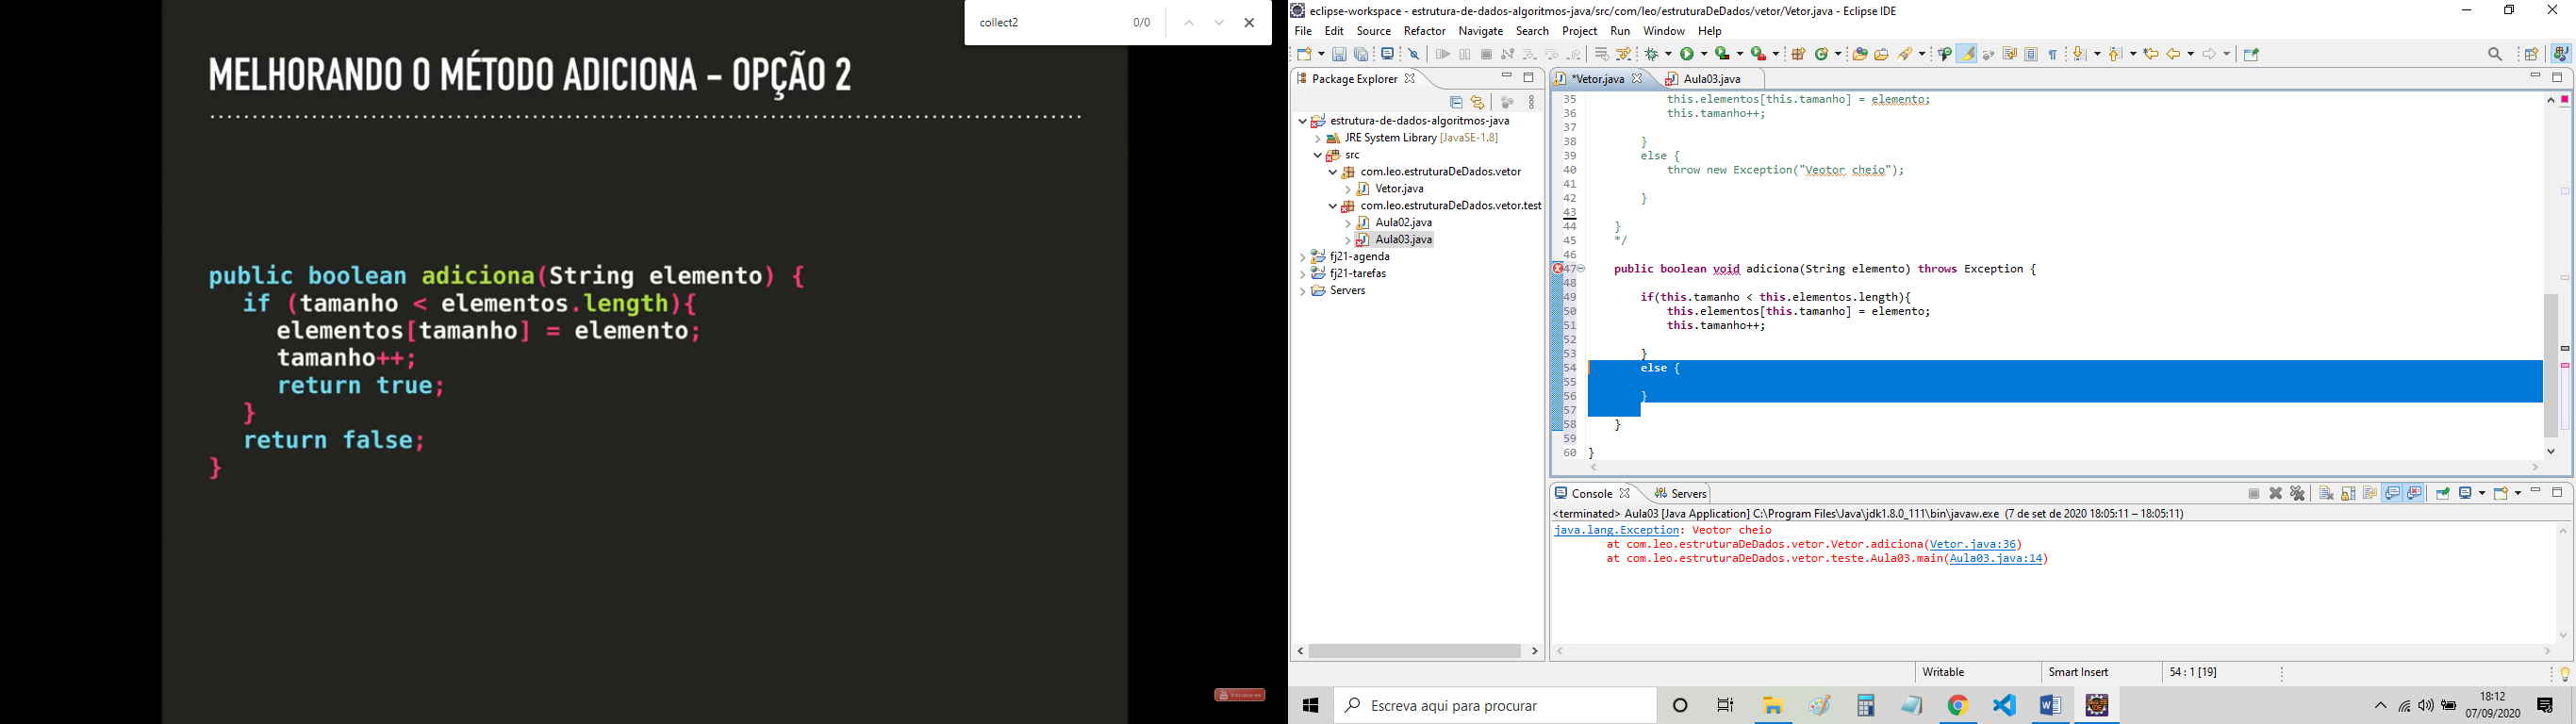 collect2 0/0
MELHORANDO O MÉTODO ADICIONA - OPÇÃO 2
public boolean adiciona(String elemento) {
if (tamanho < elementos.length){
elementos[tamanho] = elemento;
tamanho++;
return true;
}
return false;
}
eclipse-workspace - estrutura-de-dados-algoritmos-java/src/com/leo/estruturaDeDados/vetor/Vetor.java - Eclipse IDE
File Edit Source Refactor Navigate Search Project Run Window Help
Package Explorer
estrutura-de-dados-algoritmos-java
JRE System Library [JavaSE-1.8]
src
com.leo.estruturaDeDados.vetor
Vetor.java
com.leo.estruturaDeDados.vetor.test
Aula02.java
Aula03.java
fj21-agenda
fj21-tarefas
Servers
*Vetor.java Aula03.java
35 this.elementos[this.tamanho] = elemento;
36 this.tamanho++;
37
38 }
39 else {
40 throw new Exception("Veotor cheio");
41
42 }
43
44 }
45 */
46
47 public boolean void adiciona(String elemento) throws Exception {
48
49 if(this.tamanho < this.elementos.length){
50 this.elementos[this.tamanho] = elemento;
51 this.tamanho++;
52
53 }
54 else {
55
56 }
57
58 }
59
60 }
Console Servers
<terminated> Aula03 [Java Application] C:\Program Files\Java\jdk1.8.0_111\bin\javaw.exe (7 de set de 2020 18:05:11 – 18:05:11)
java.lang.Exception: Veotor cheio
at com.leo.estruturaDeDados.vetor.Vetor.adiciona(Vetor.java:36)
at com.leo.estruturaDeDados.vetor.teste.Aula03.main(Aula03.java:14)
Writable Smart Insert 54 : 1 [19]
Escreva aqui para procurar
18:12
07/09/2020